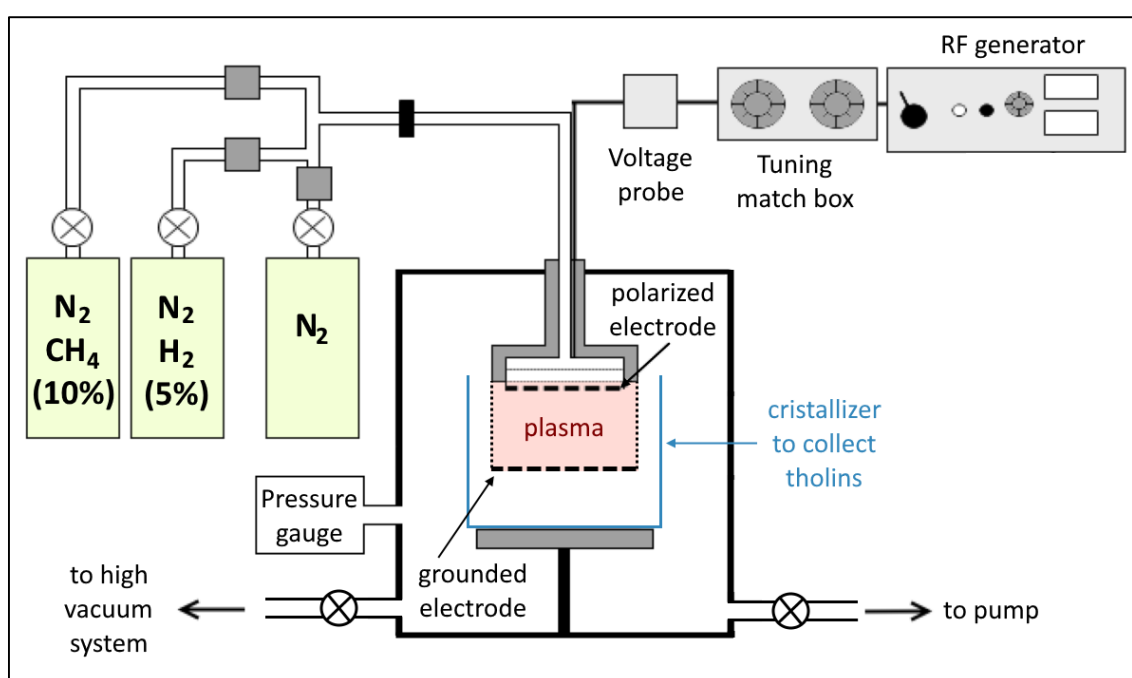 RF generator
Voltage
probe
Tuning
match box
N₂
CH₄
(10%)
N₂
H₂
(5%)
N₂
polarized
electrode
plasma
cristallizer
to collect
tholins
Pressure
gauge
grounded
electrode
to high
vacuum
system
to pump